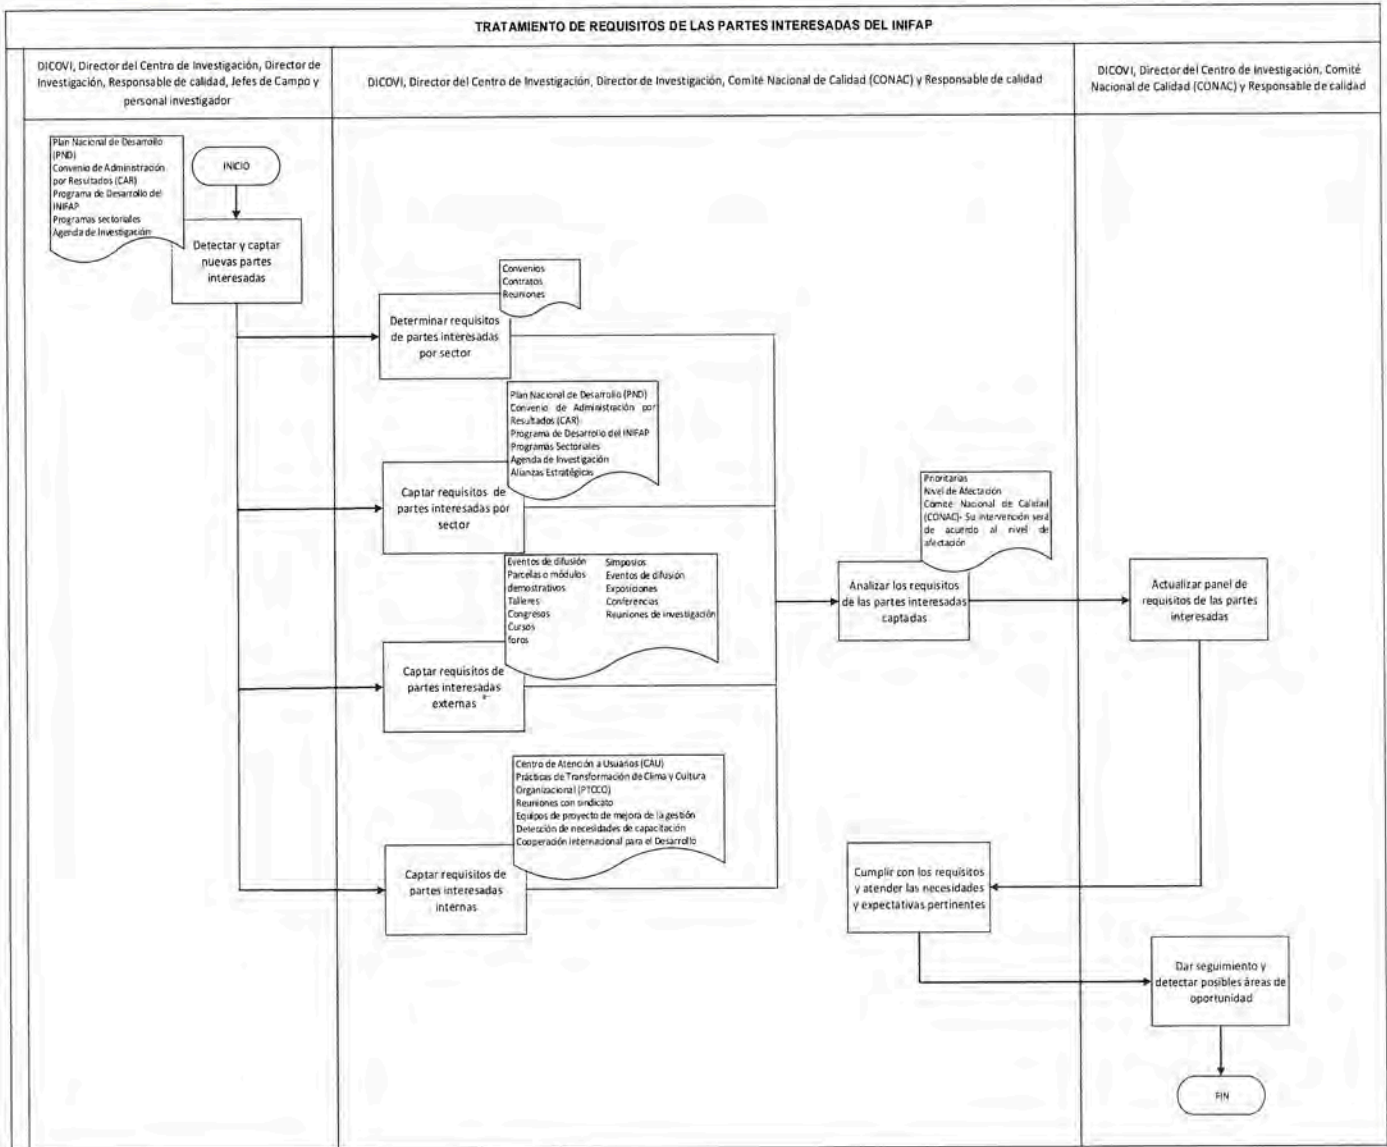 TRATAMIENTO DE REQUISITOS DE LAS PARTES INTERESADAS DEL INIFAP
DICOVI, Director del Centro de Investigación, Director de
Investigación, Responsable de calidad, Jefes de Campo y
personal investigador
DICOVI, Director del Centro de Investigación, Director de Investigación, Comité Nacional de Calidad (CONAC) y Responsable de calidad
DICOVI, Director del Centro de Investigación, Comité
Nacional de Calidad (CONAC) y Responsable de calidad
Plan Nacional de Desarrollo
(PND)
Convenio de Administración
por Resultados (CAR)
Programa de Desarrollo del
INIFAP
Programas sectoriales
Agenda de Investigación
INICIO
Detectar y captar
nuevas partes
interesadas
Convenios
Contratos
Reuniones
Determinar requisitos
de partes interesadas
por sector
Plan Nacional de Desarrollo (PND)
Convenio de Administración por
Resultados (CAR)
Programa de Desarrollo del INIFAP
Programas Sectoriales
Agenda de Investigación
Alianzas Estratégicas
Captar requisitos de
partes interesadas por
sector
Eventos de difusión
Parcelas o módulos
demostrativos
Talleres
Congresos
Cursos
foros
Simposios
Eventos de difusión
Exposiciones
Conferencias
Reuniones de investigación
Captar requisitos de
partes interesadas
externas
Centro de Atención a Usuarios (CAU)
Prácticas de Transformación de Clima y Cultura
Organizacional (PTCCO)
Reuniones con sindicato
Equipos de proyecto de mejora de la gestión
Detección de necesidades de capacitación
Cooperación Internacional para el Desarrollo
Captar requisitos de
partes interesadas
internas
Prioritarias
Nivel de Afectación
Comité Nacional de Calidad
(CONAC)- Su intervención será
de acuerdo al nivel de
afectación
Analizar los requisitos
de las partes interesadas
captadas
Actualizar panel de
requisitos de las partes
interesadas
Cumplir con los requisitos
y atender las necesidades
y expectativas pertinentes
Dar seguimiento y
detectar posibles áreas de
oportunidad
FIN